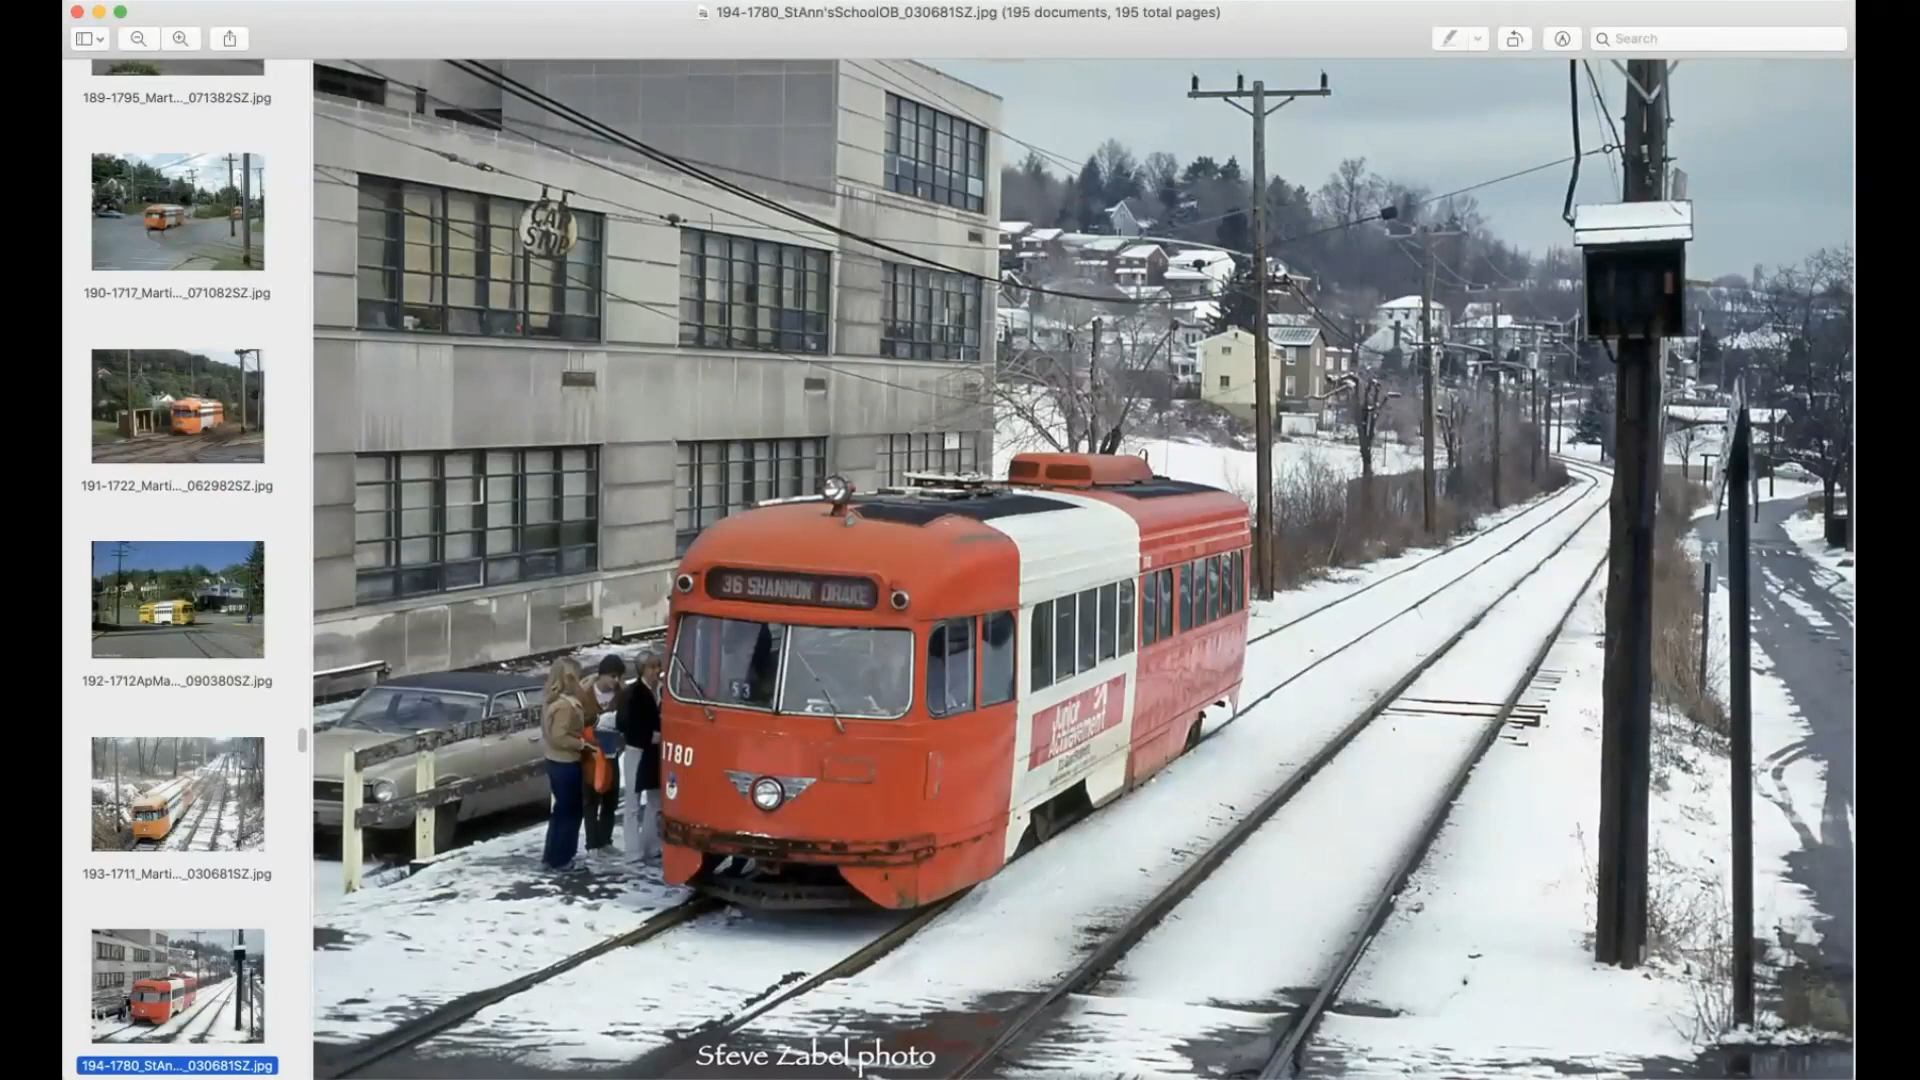 194-1780_StAnn'sSchoolOB_030681SZ.jpg (195 documents, 195 total pages)
Search
189-1795_Mart..._071382SZ.jpg
190-1717_Marti..._071082SZ.jpg
191-1722_Marti..._062982SZ.jpg
192-1712ApMa..._090380SZ.jpg
193-1711_Marti..._030681SZ.jpg
194-1780_StAn..._030681SZ.jpg
CAR
STOP
36 SHANNON DRAKE
53
1780
Junior
Achievement
Steve Zabel photo